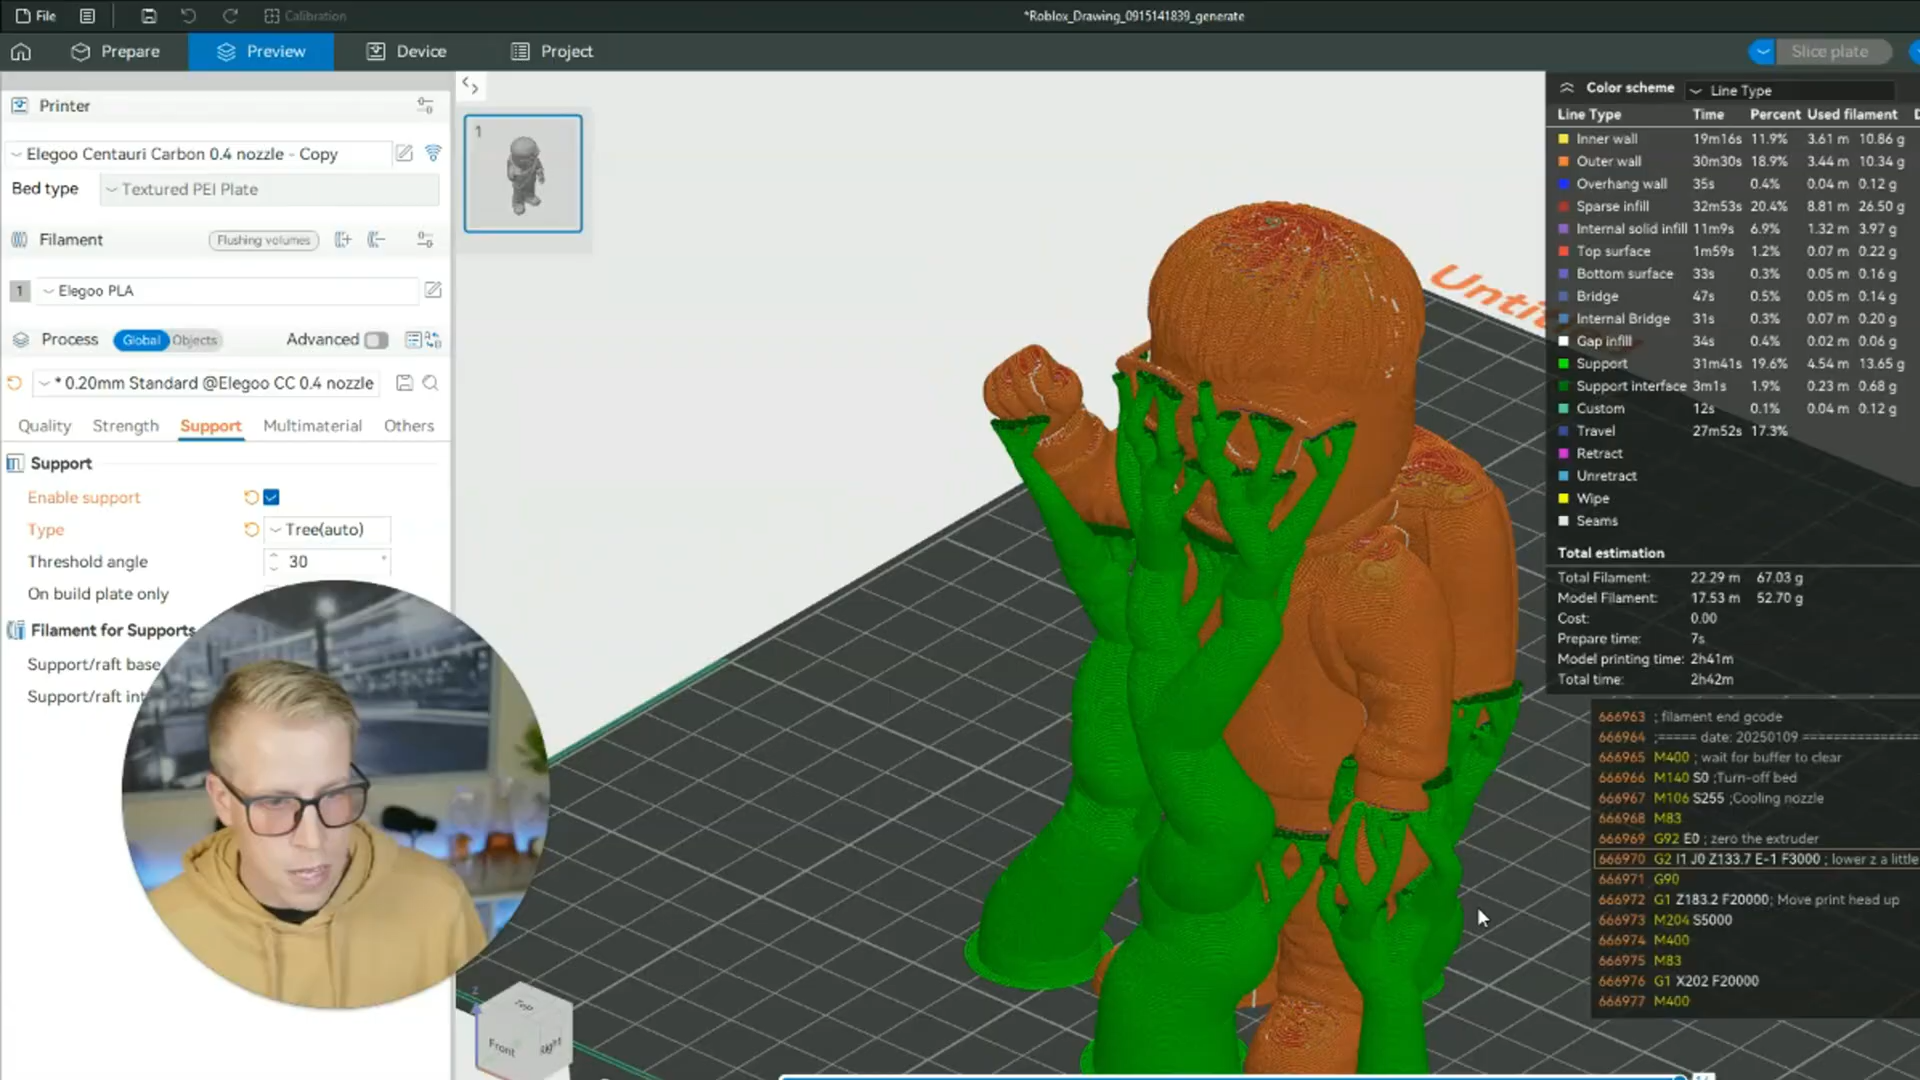 File
Calibration
*Roblox_Drawing_0915141839_generate
Prepare
Preview
Device
Project
Slice plate
Printer
Elegoo Centauri Carbon 0.4 nozzle - Copy
Bed type
Textured PEI Plate
Filament
Flushing volumes
1
Elegoo PLA
Process
Global
Objects
Advanced
* 0.20mm Standard @Elegoo CC 0.4 nozzle
Quality
Strength
Support
Multimaterial
Others
Support
Enable support
Type
Tree(auto)
Threshold angle
30 °
On build plate only
Filament for Supports
Support/raft base
Support/raft int
1
Top
Front
Right
Color scheme
Line Type
Line Type Time Percent Used filament
Inner wall 19m16s 11.9% 3.61 m 10.86 g
Outer wall 30m30s 18.9% 3.44 m 10.34 g
Overhang wall 35s 0.4% 0.04 m 0.12 g
Sparse infill 32m53s 20.4% 8.81 m 26.50 g
Internal solid infill 11m9s 6.9% 1.32 m 3.97 g
Top surface 1m59s 1.2% 0.07 m 0.22 g
Bottom surface 33s 0.3% 0.05 m 0.16 g
Bridge 47s 0.5% 0.05 m 0.14 g
Internal Bridge 31s 0.3% 0.07 m 0.20 g
Gap infill 34s 0.4% 0.02 m 0.06 g
Support 31m41s 19.6% 4.54 m 13.65 g
Support interface 3m1s 1.9% 0.23 m 0.68 g
Custom 12s 0.1% 0.04 m 0.12 g
Travel 27m52s 17.3%
Retract
Unretract
Wipe
Seams
Total estimation
Total Filament: 22.29 m 67.03 g
Model Filament: 17.53 m 52.70 g
Cost: 0.00
Prepare time: 7s
Model printing time: 2h41m
Total time: 2h42m
666963 ; filament end gcode
666964 ;===== date: 20250109 ====================
666965 M400 ; wait for buffer to clear
666966 M140 S0 ;Turn-off bed
666967 M106 S255 ;Cooling nozzle
666968 M83
666969 G92 E0 ; zero the extruder
666970 G2 I1 J0 Z133.7 E-1 F3000 ; lower z a little
666971 G90
666972 G1 Z183.2 F20000; Move print head up
666973 M204 S5000
666974 M400
666975 M83
666976 G1 X202 F20000
666977 M400